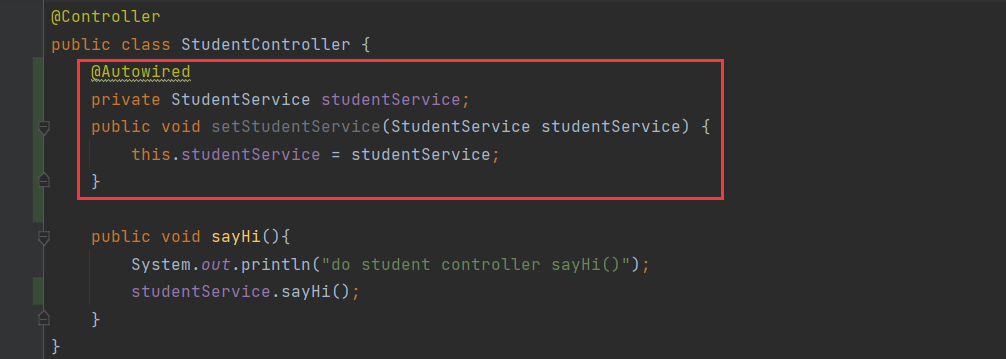 @Controller
public class StudentController {
@Autowired
private StudentService studentService;
public void setStudentService(StudentService studentService) {
this.studentService = studentService;
}
public void sayHi(){
System.out.println("do student controller sayHi()");
studentService.sayHi();
}
}